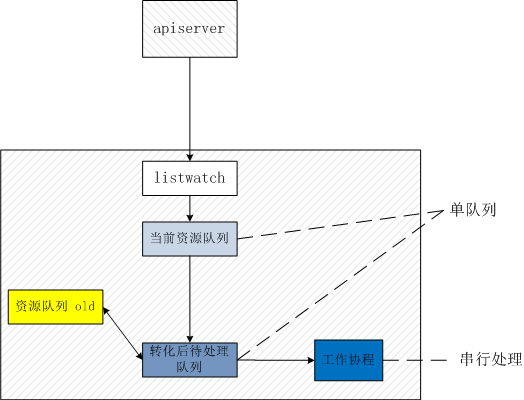 apiserver
listwatch
当前资源队列
单队列
资源队列 old
转化后待处理
队列
工作协程
串行处理